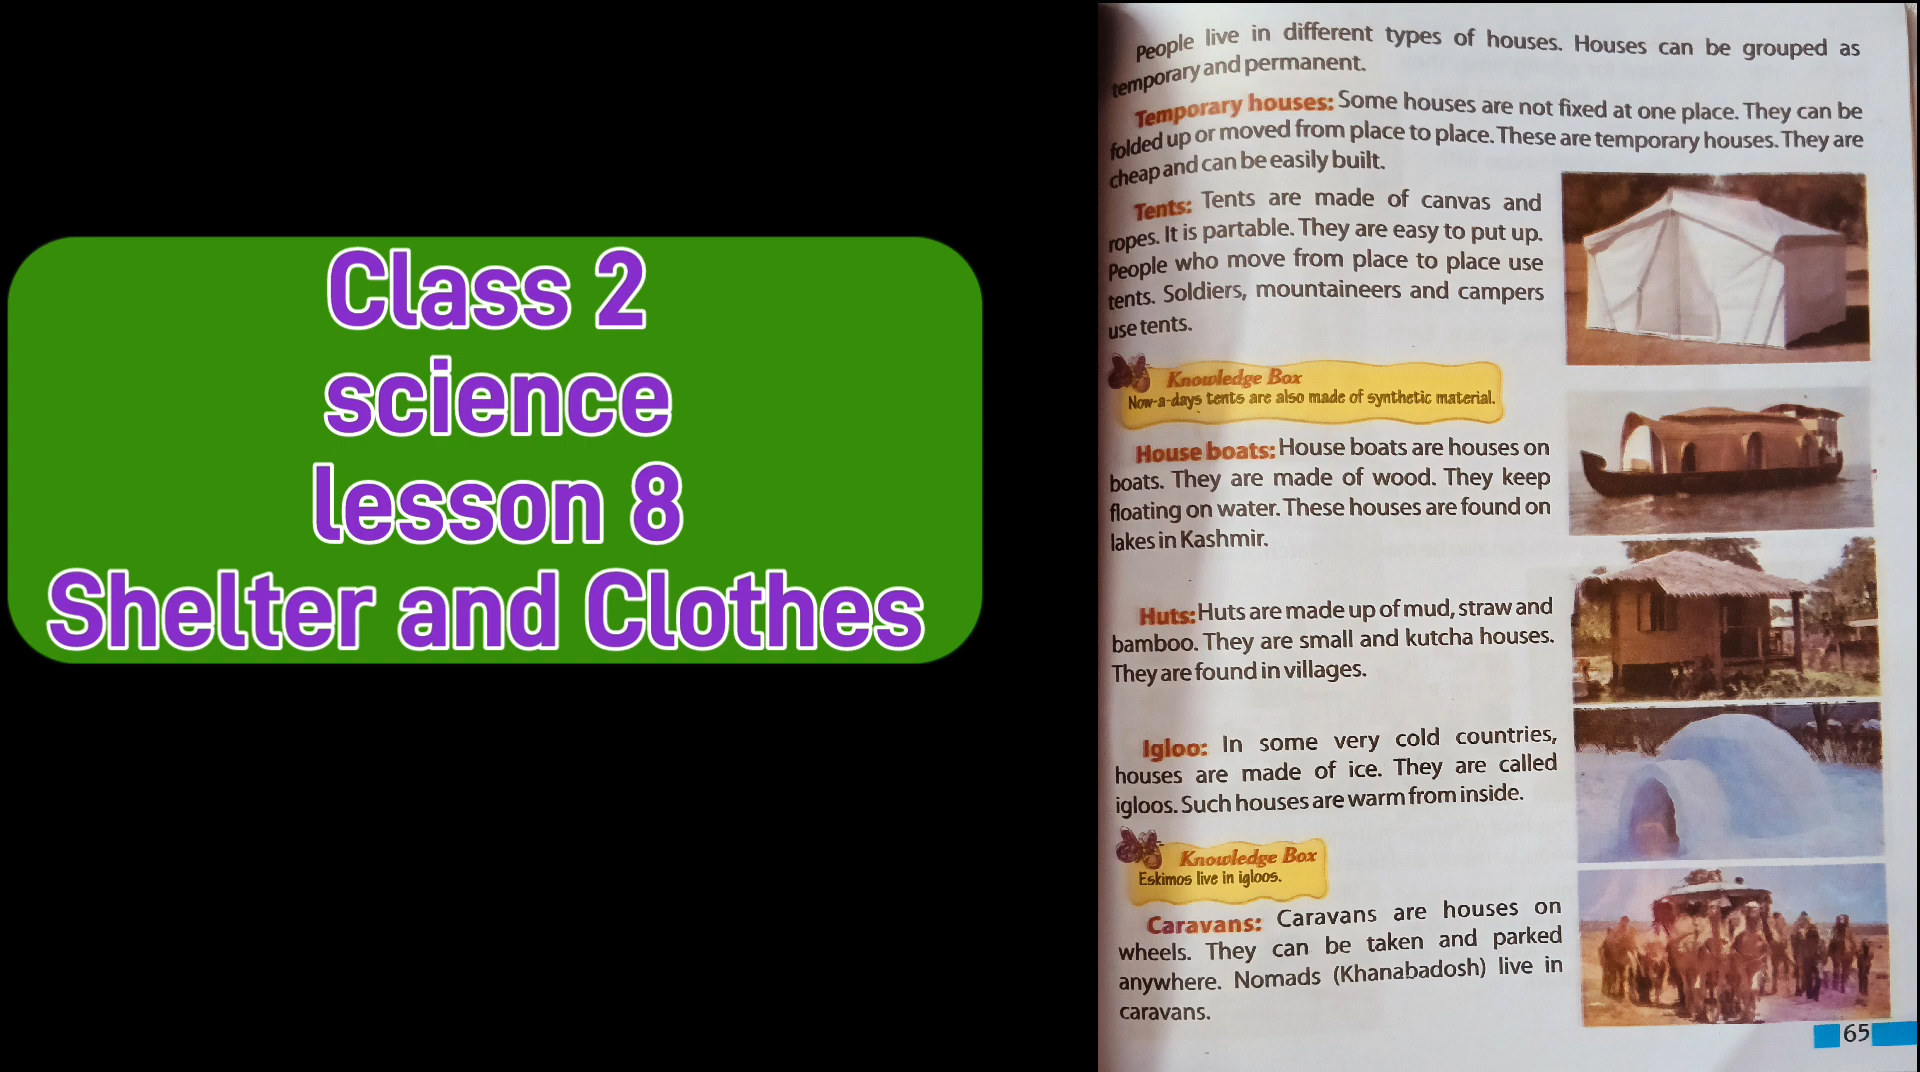 Class 2
science
lesson 8
Shelter and Clothes
People live in different types of houses. Houses can be grouped as
temporary and permanent.
Temporary houses: Some houses are not fixed at one place. They can be
folded up or moved from place to place. These are temporary houses. They are
cheap and can be easily built.
Tents: Tents are made of canvas and
ropes. It is partable. They are easy to put up.
People who move from place to place use
tents. Soldiers, mountaineers and campers
use tents.
Knowledge Box
Now-a-days tents are also made of synthetic material.
House boats: House boats are houses on
boats. They are made of wood. They keep
floating on water. These houses are found on
lakes in Kashmir.
Huts: Huts are made up of mud, straw and
bamboo. They are small and kutcha houses.
They are found in villages.
Igloo: In some very cold countries,
houses are made of ice. They are called
igloos. Such houses are warm from inside.
Knowledge Box
Eskimos live in igloos.
Caravans: Caravans are houses on
wheels. They can be taken and parked
anywhere. Nomads (Khanabadosh) live in
caravans.
65